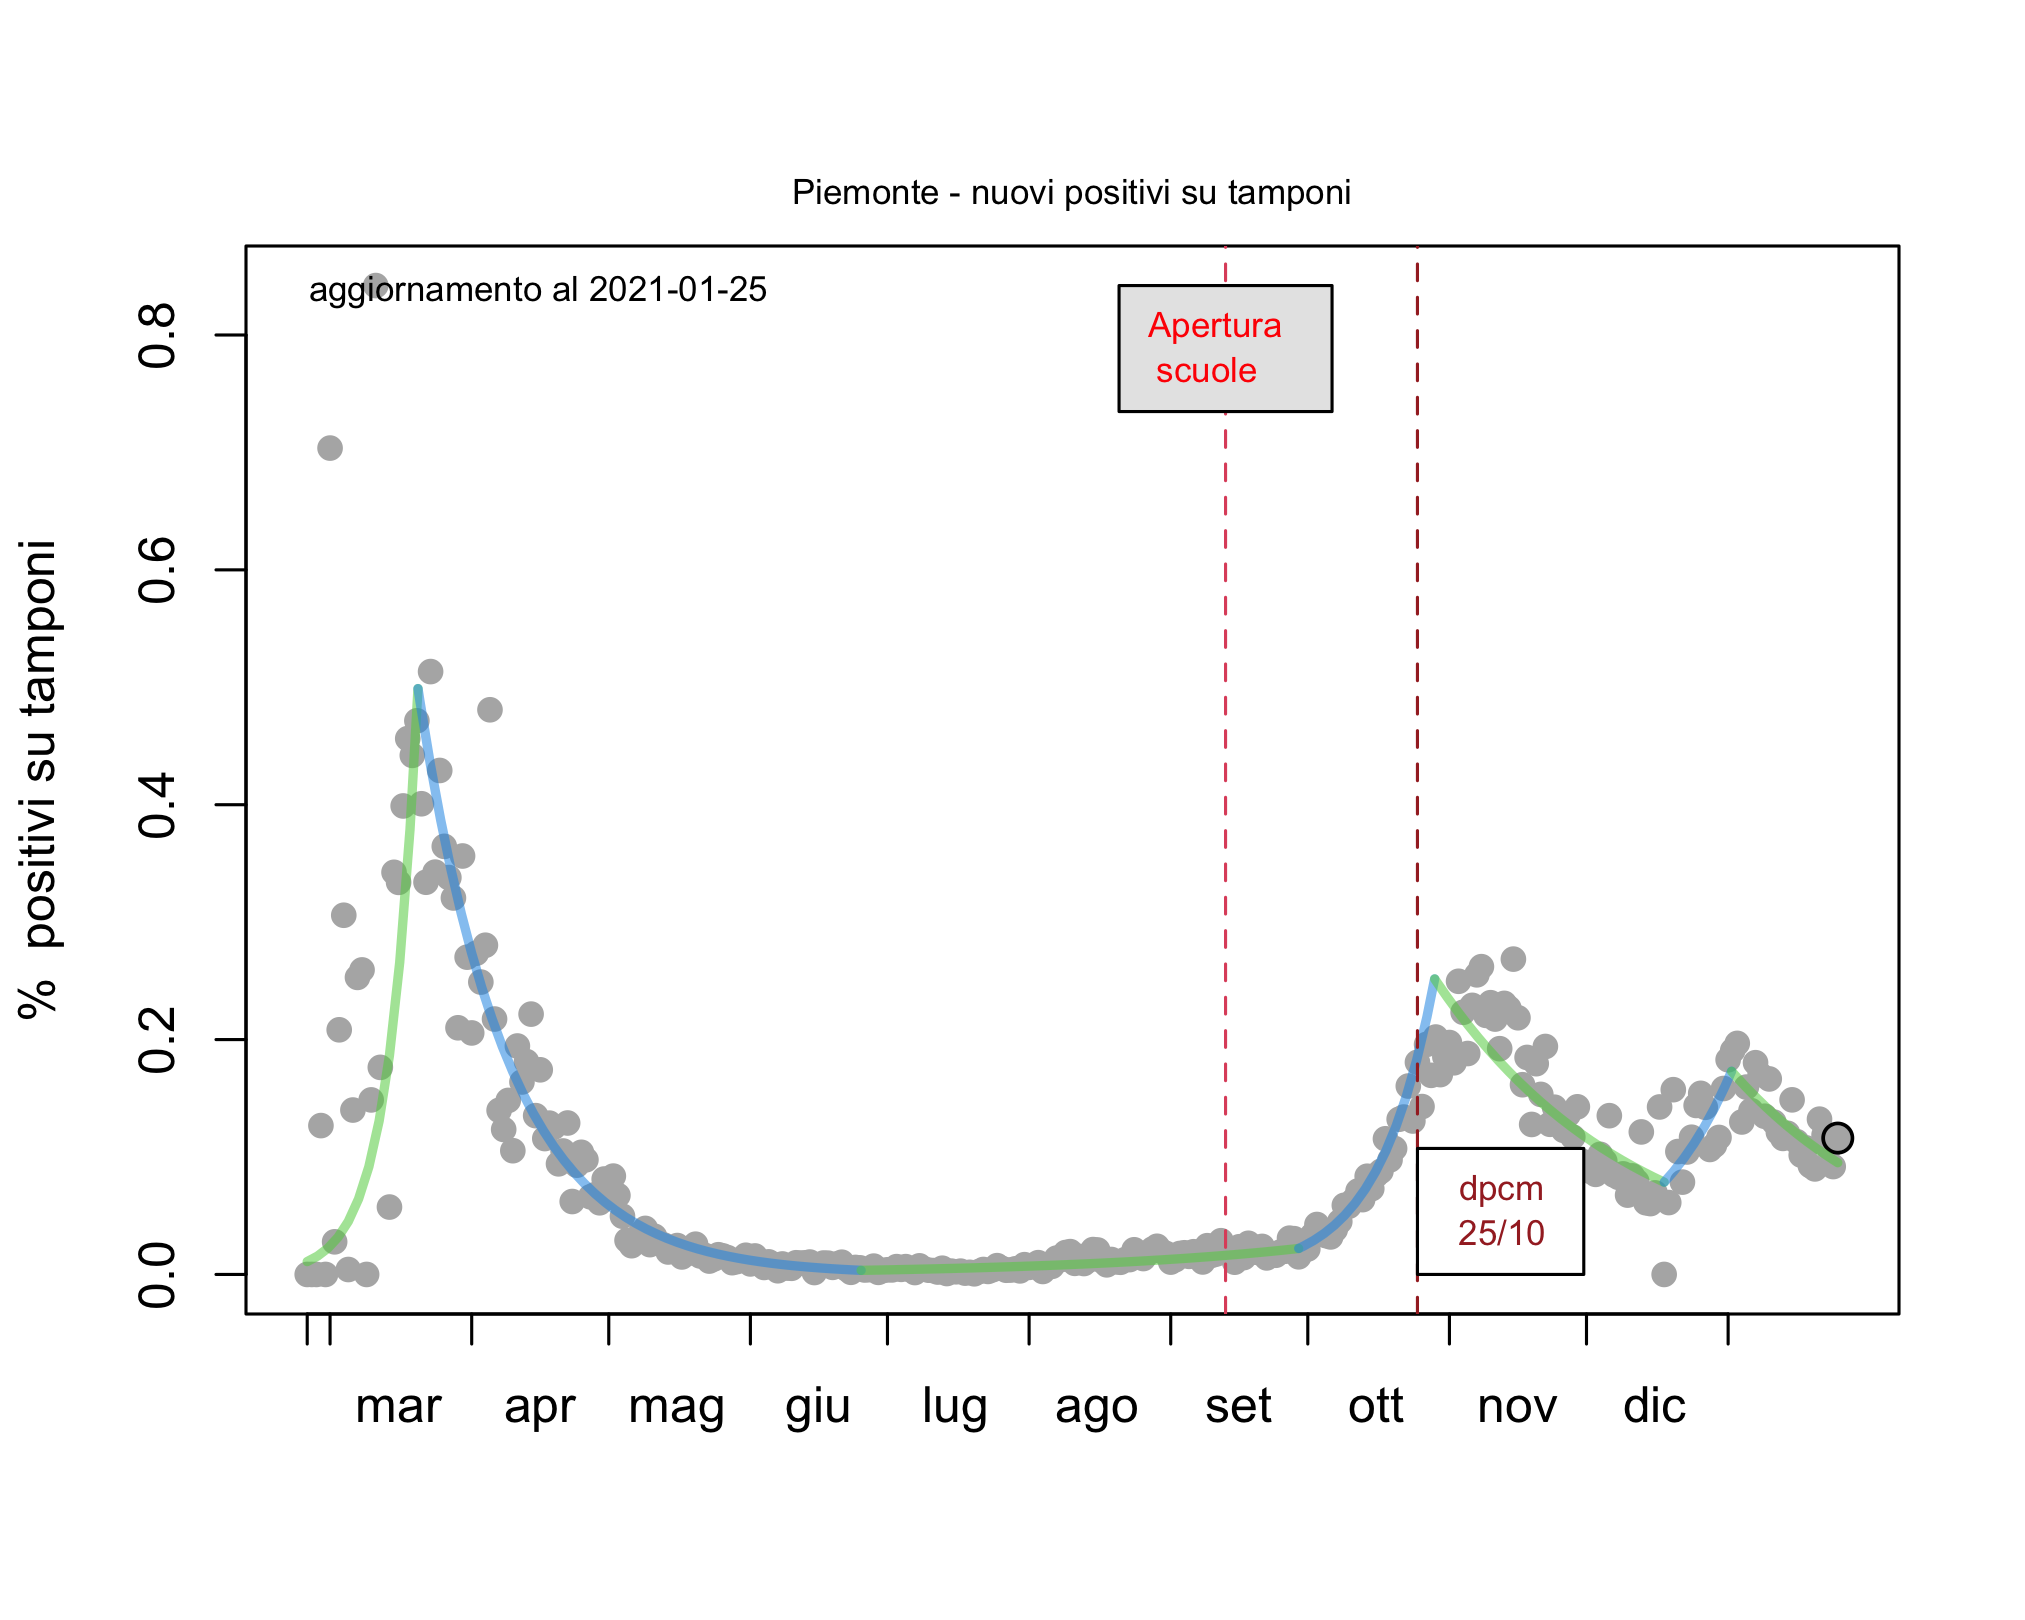 Piemonte - nuovi positivi su tamponi
aggiornamento al 2021-01-25
Apertura
scuole
dpcm
25/10
% positivi su tamponi
0.8
0.6
0.4
0.2
0.0
mar apr mag giu lug ago set ott nov dic